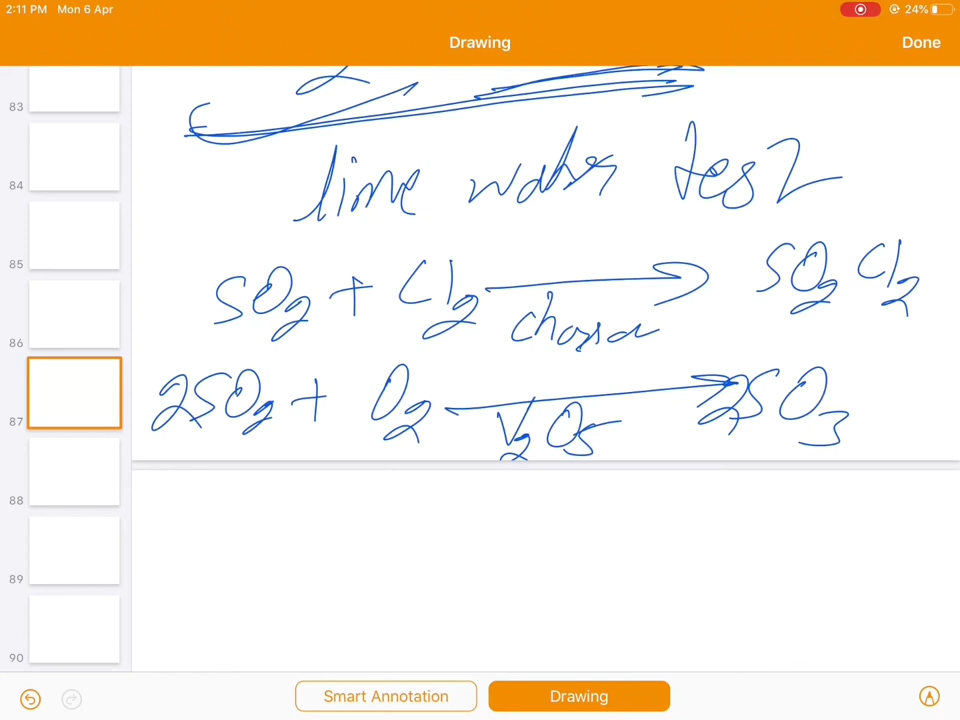 2:11 PM Mon 6 Apr
24%
Drawing
Done
83
84
85
86
87
88
89
90
2
lime water test
SO2 + Cl2 → SO2Cl2
2SO2 + O2 → 2SO3
V2O5
Smart Annotation
Drawing